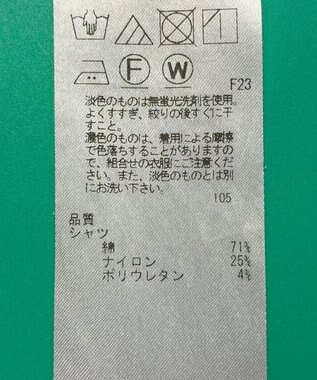 F W
F23
淡色のものは無蛍光洗剤を使用。
よくすすぎ、絞りの後すぐに干
すこと。
濃色のものは、着用による摩擦
で色落ちすることがありますの
で、組合せの衣服にご注意くだ
さい。また、淡色のものとは別
にお洗い下さい。
105
品質
シャツ
綿 71%
ナイロン 25%
ポリウレタン 4%